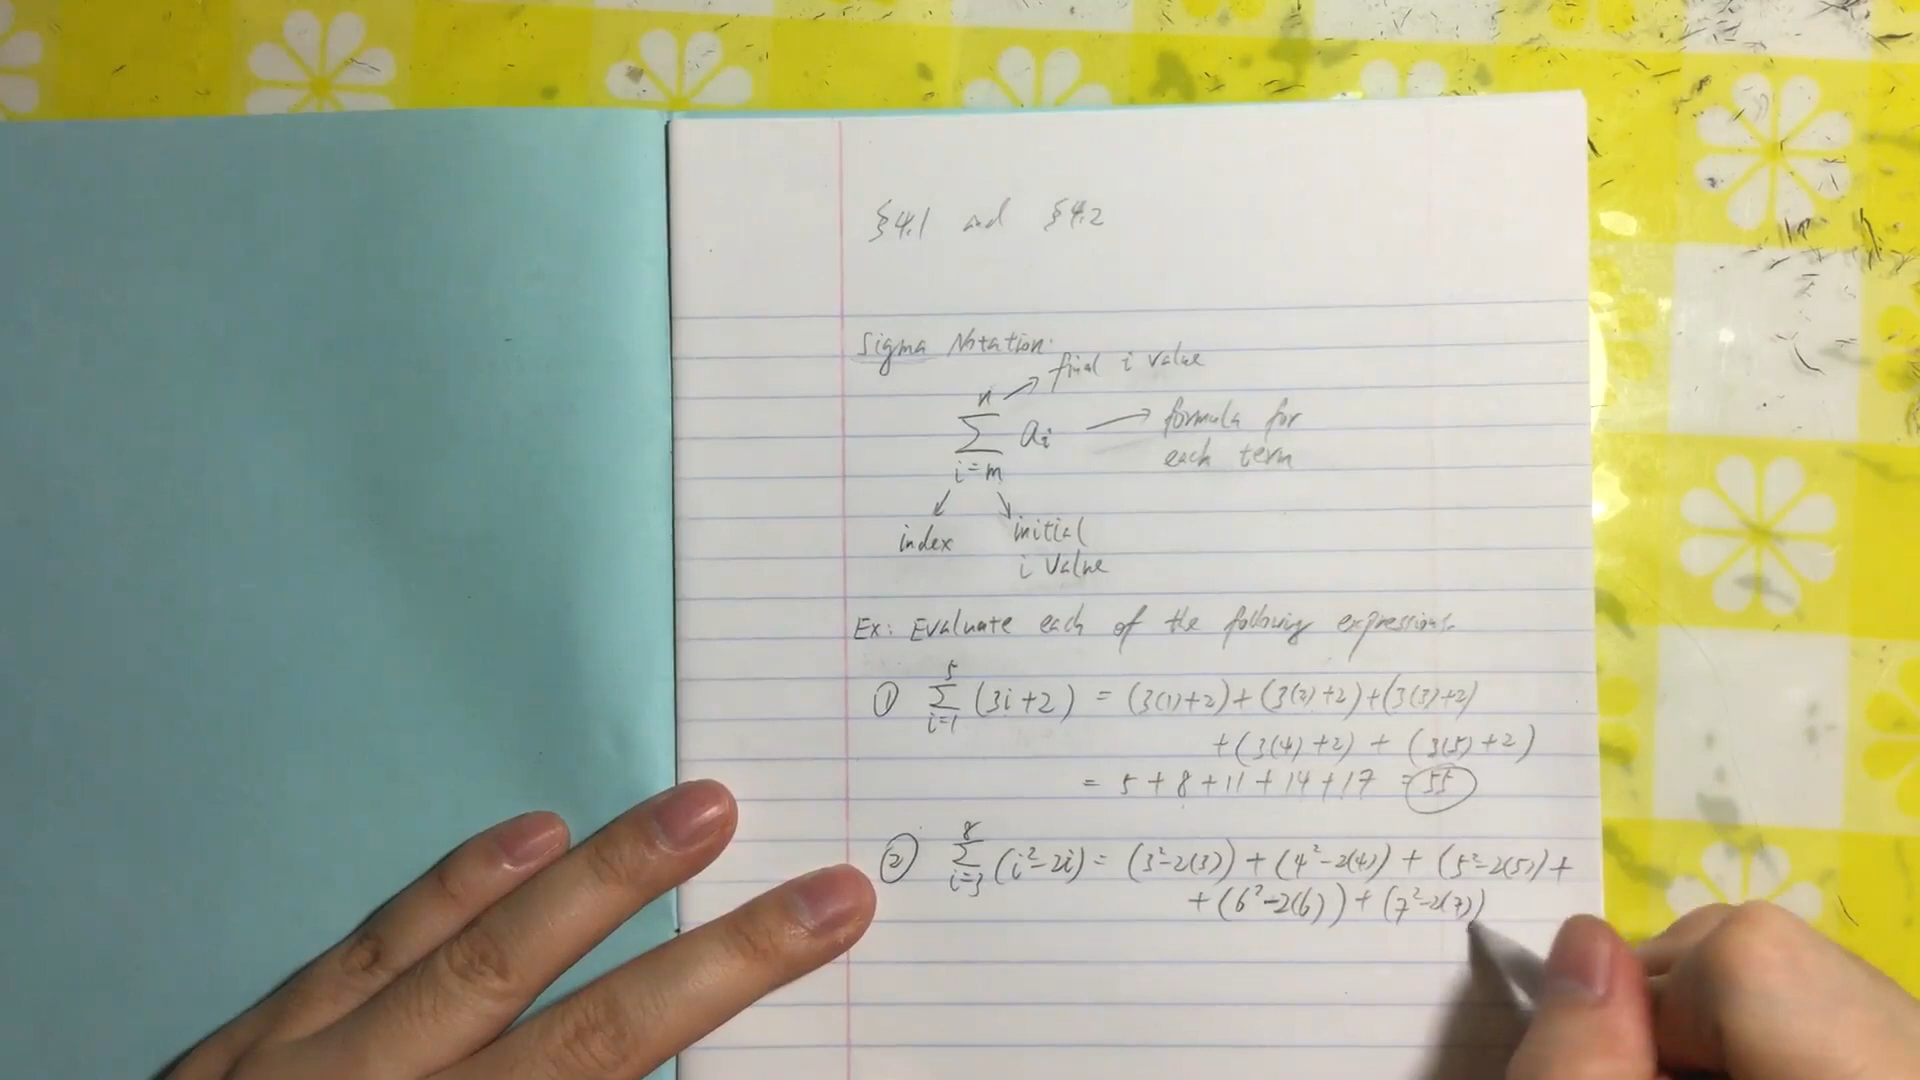 §4.1 and §4.2
Sigma Notation:
n → final i value
∑ aᵢ → formula for
each term
i=m
index initial
i value
Ex: Evaluate each of the following expressions.
① 5 ∑ i=1 (3i+2) = (3(1)+2)+(3(2)+2)+(3(3)+2)
+(3(4)+2) + (3(5)+2)
= 5+8+11+14+17 = 55
② 8 ∑ i=3 (i²-2i) = (3²-2(3)) + (4²-2(4)) + (5²-2(5)) +
+(6²-2(6)) + (7²-2(7))